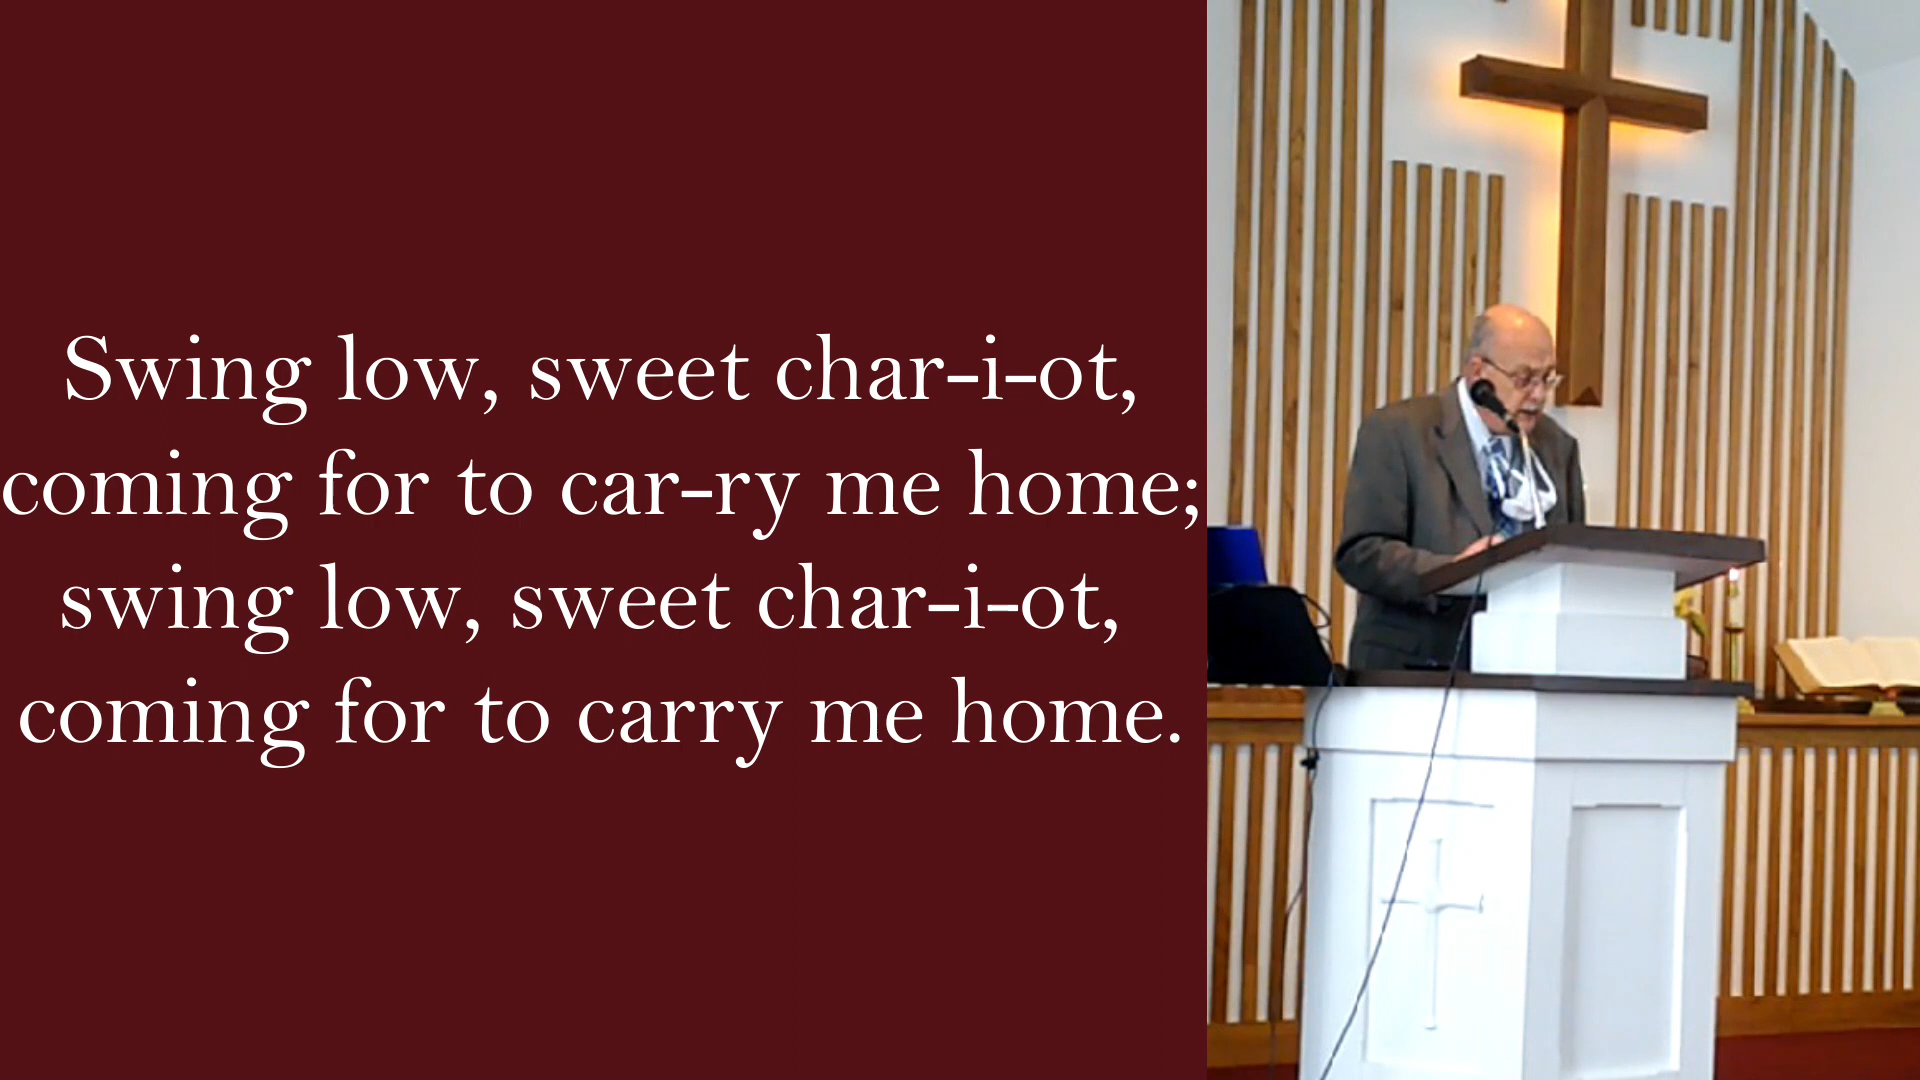 Swing low, sweet char-i-ot,
coming for to car-ry me home;
swing low, sweet char-i-ot,
coming for to carry me home.